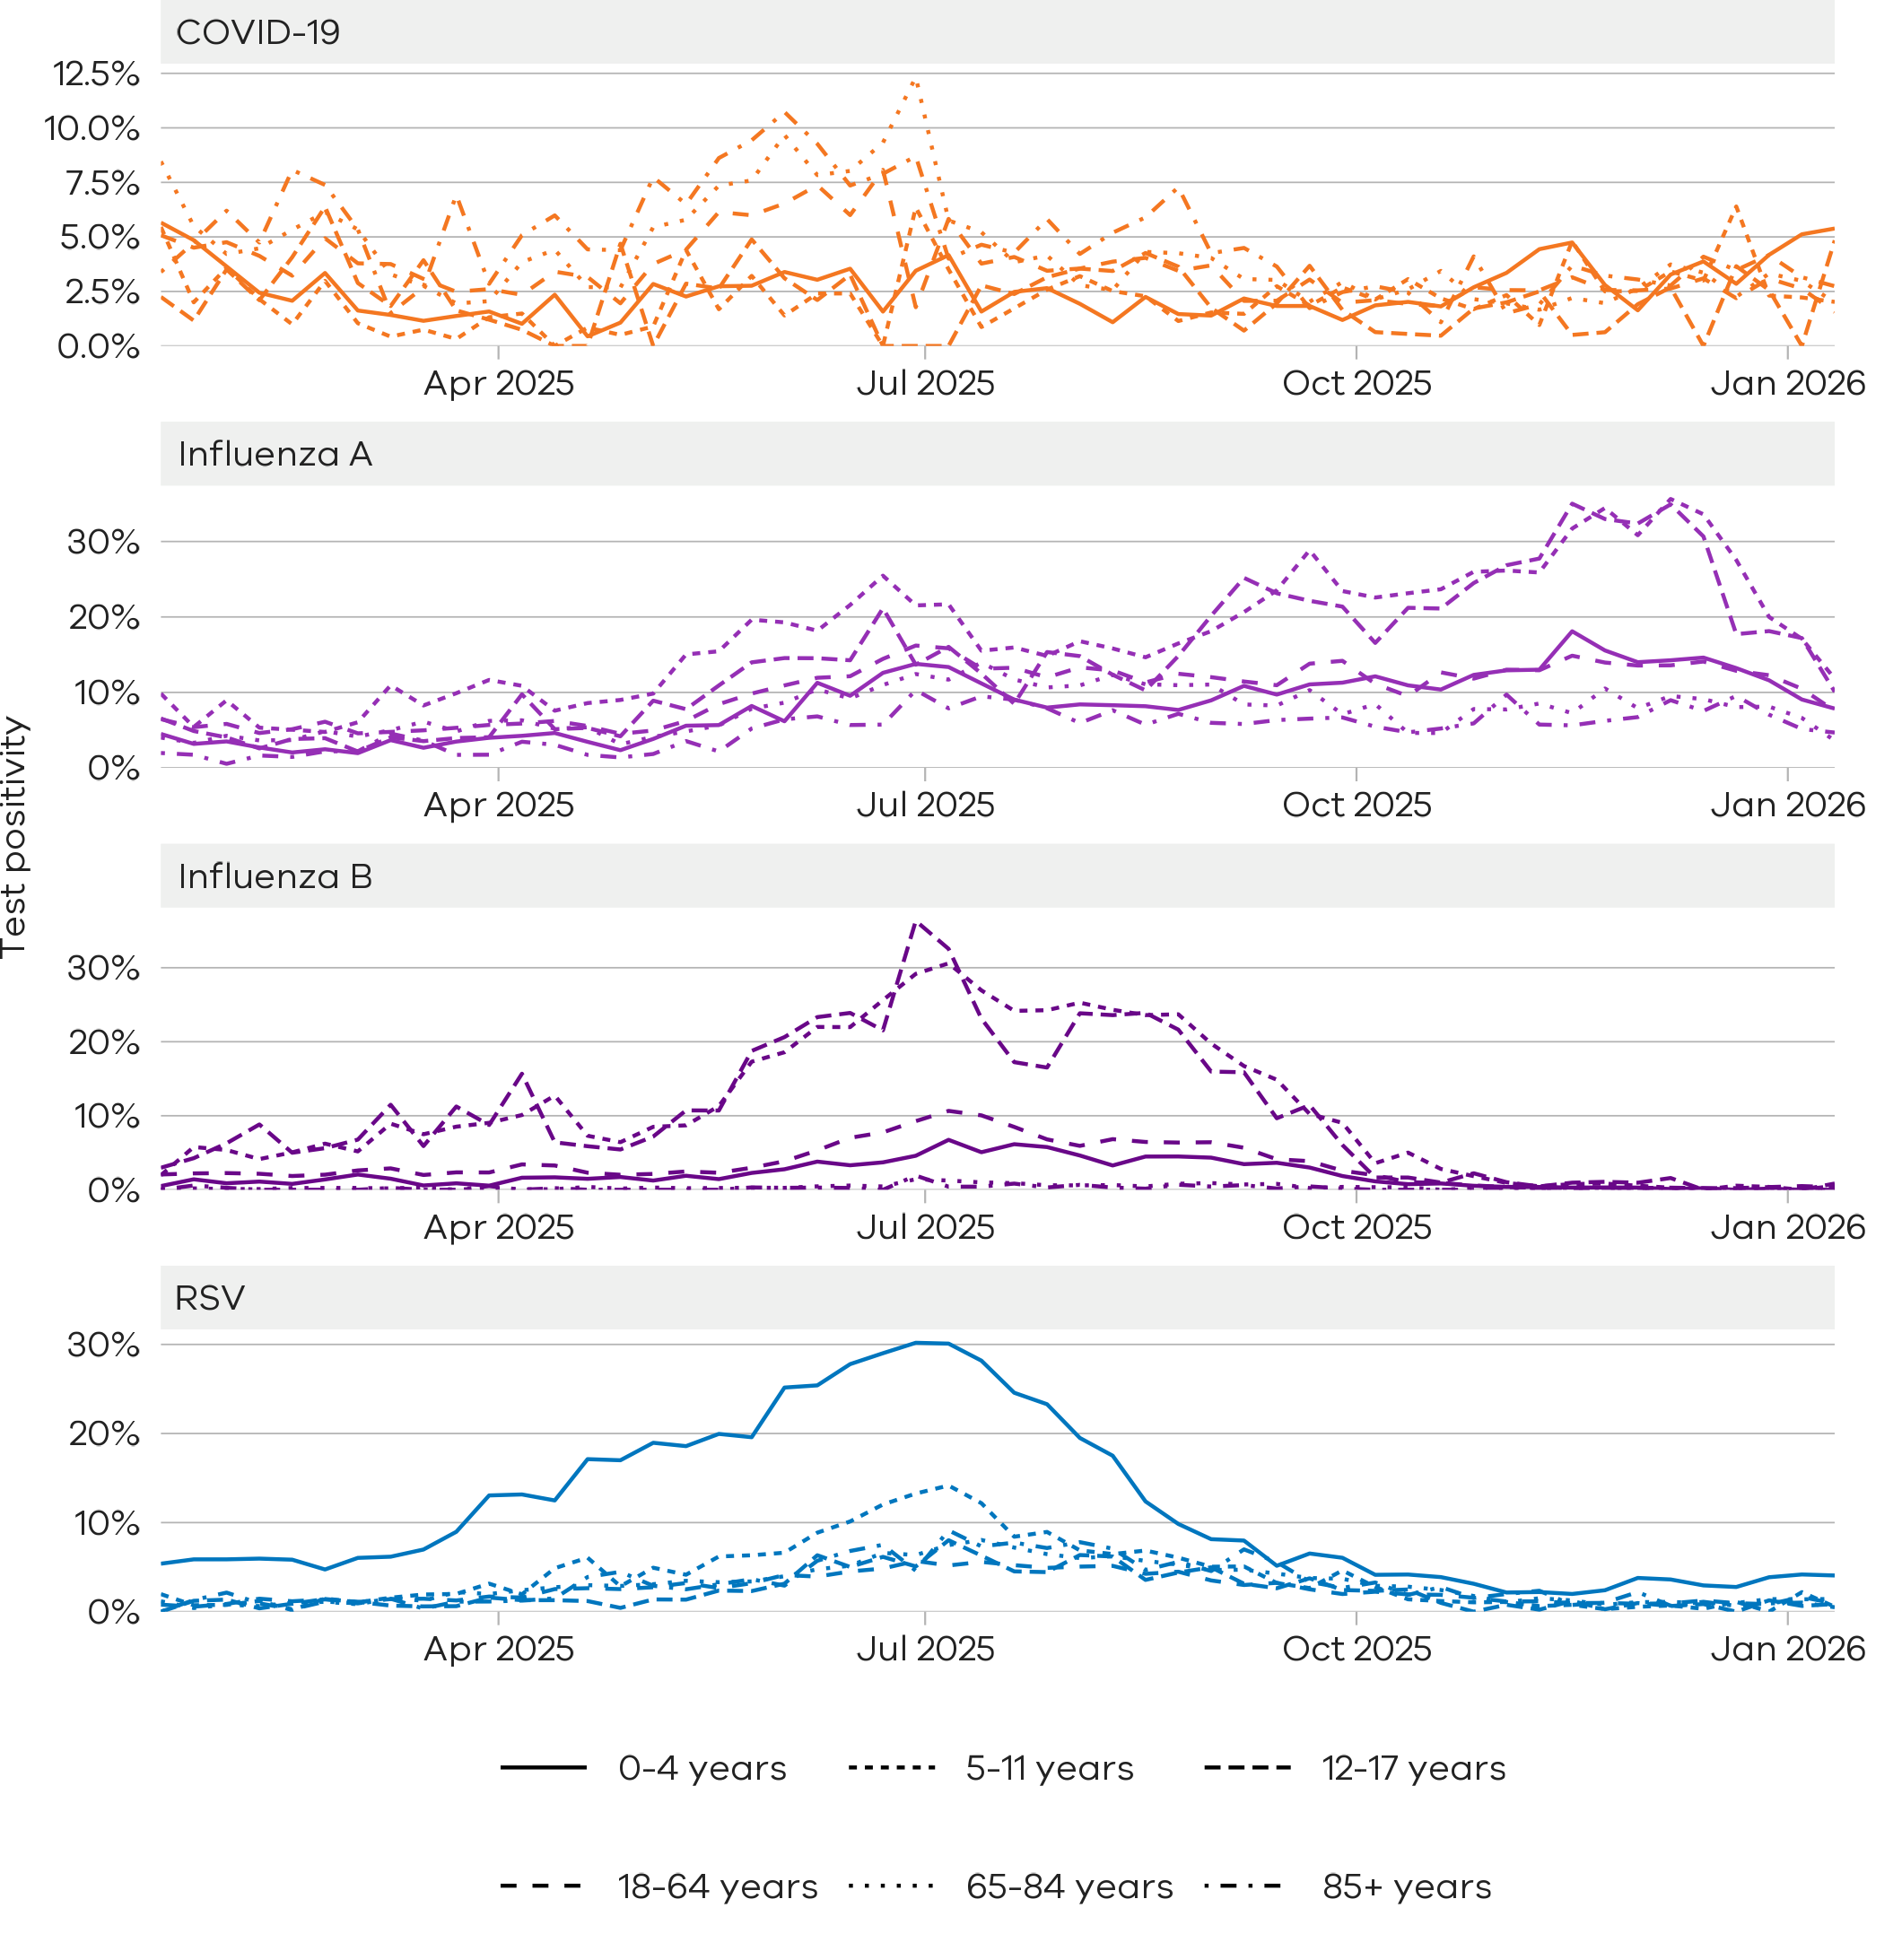 COVID-19
12.5%
10.0%
7.5%
5.0%
2.5%
0.0%
Apr 2025 Jul 2025 Oct 2025 Jan 2026
Influenza A
30%
20%
10%
0%
Apr 2025 Jul 2025 Oct 2025 Jan 2026
Test positivity
Influenza B
30%
20%
10%
0%
Apr 2025 Jul 2025 Oct 2025 Jan 2026
RSV
30%
20%
10%
0%
Apr 2025 Jul 2025 Oct 2025 Jan 2026
0-4 years 5-11 years 12-17 years
18-64 years 65-84 years 85+ years